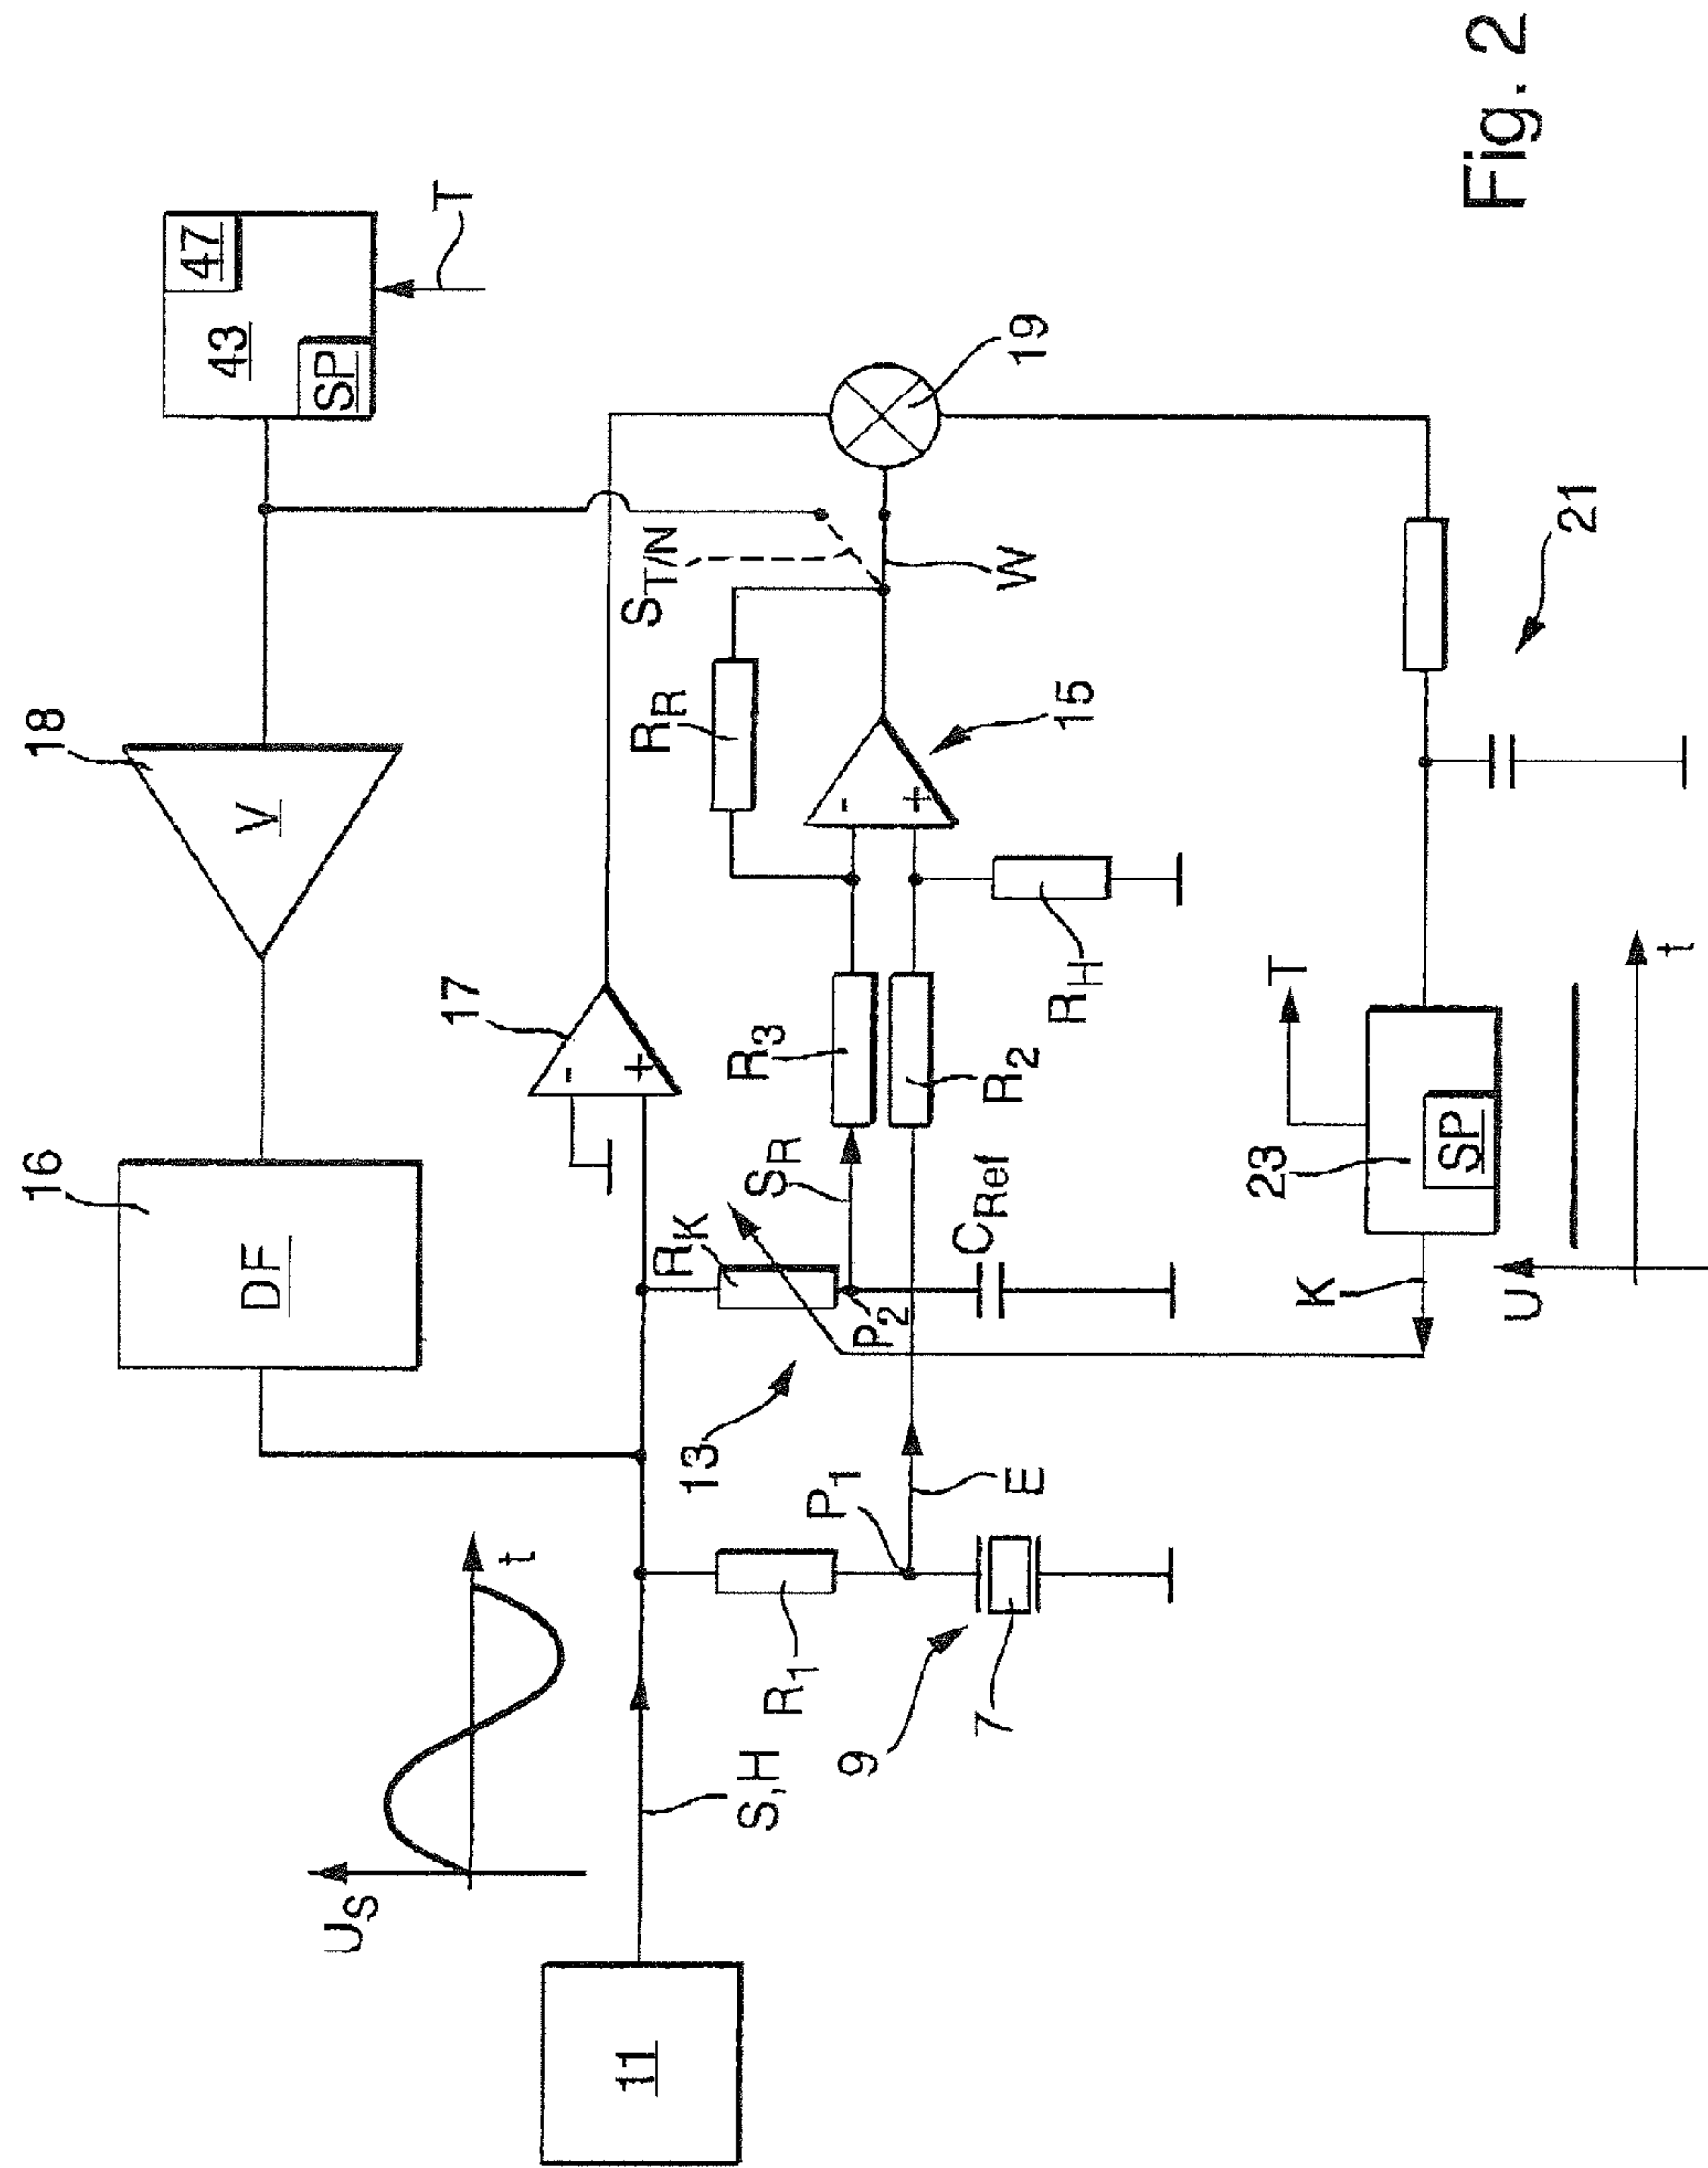 18
V
16
DF
43
47
SP
T
17
19
S_T/N
W
R_R
15
R_3
R_2
R_H
S_R
R_K
P_2
C_Ref
13
P_1
E
R_1
9
7
U_S
t
S,H
11
21
T
23
SP
K
U
t
Fig. 2